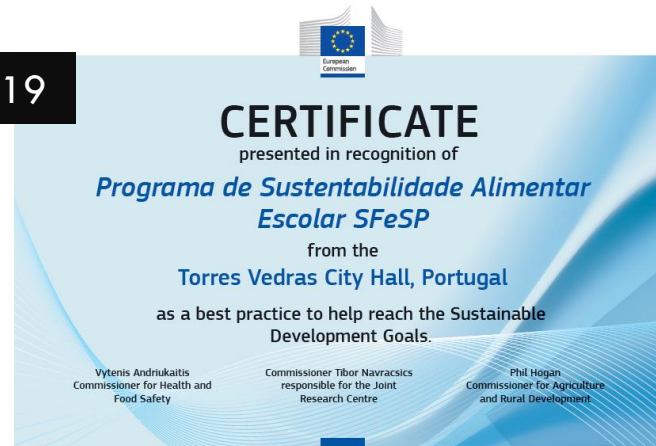 European
Commission
19
CERTIFICATE
presented in recognition of
Programa de Sustentabilidade Alimentar
Escolar SFeSP
from the
Torres Vedras City Hall, Portugal
as a best practice to help reach the Sustainable
Development Goals.
Vytenis Andriukaitis
Commissioner for Health and
Food Safety
Commissioner Tibor Navracsics
responsible for the Joint
Research Centre
Phil Hogan
Commissioner for Agriculture
and Rural Development